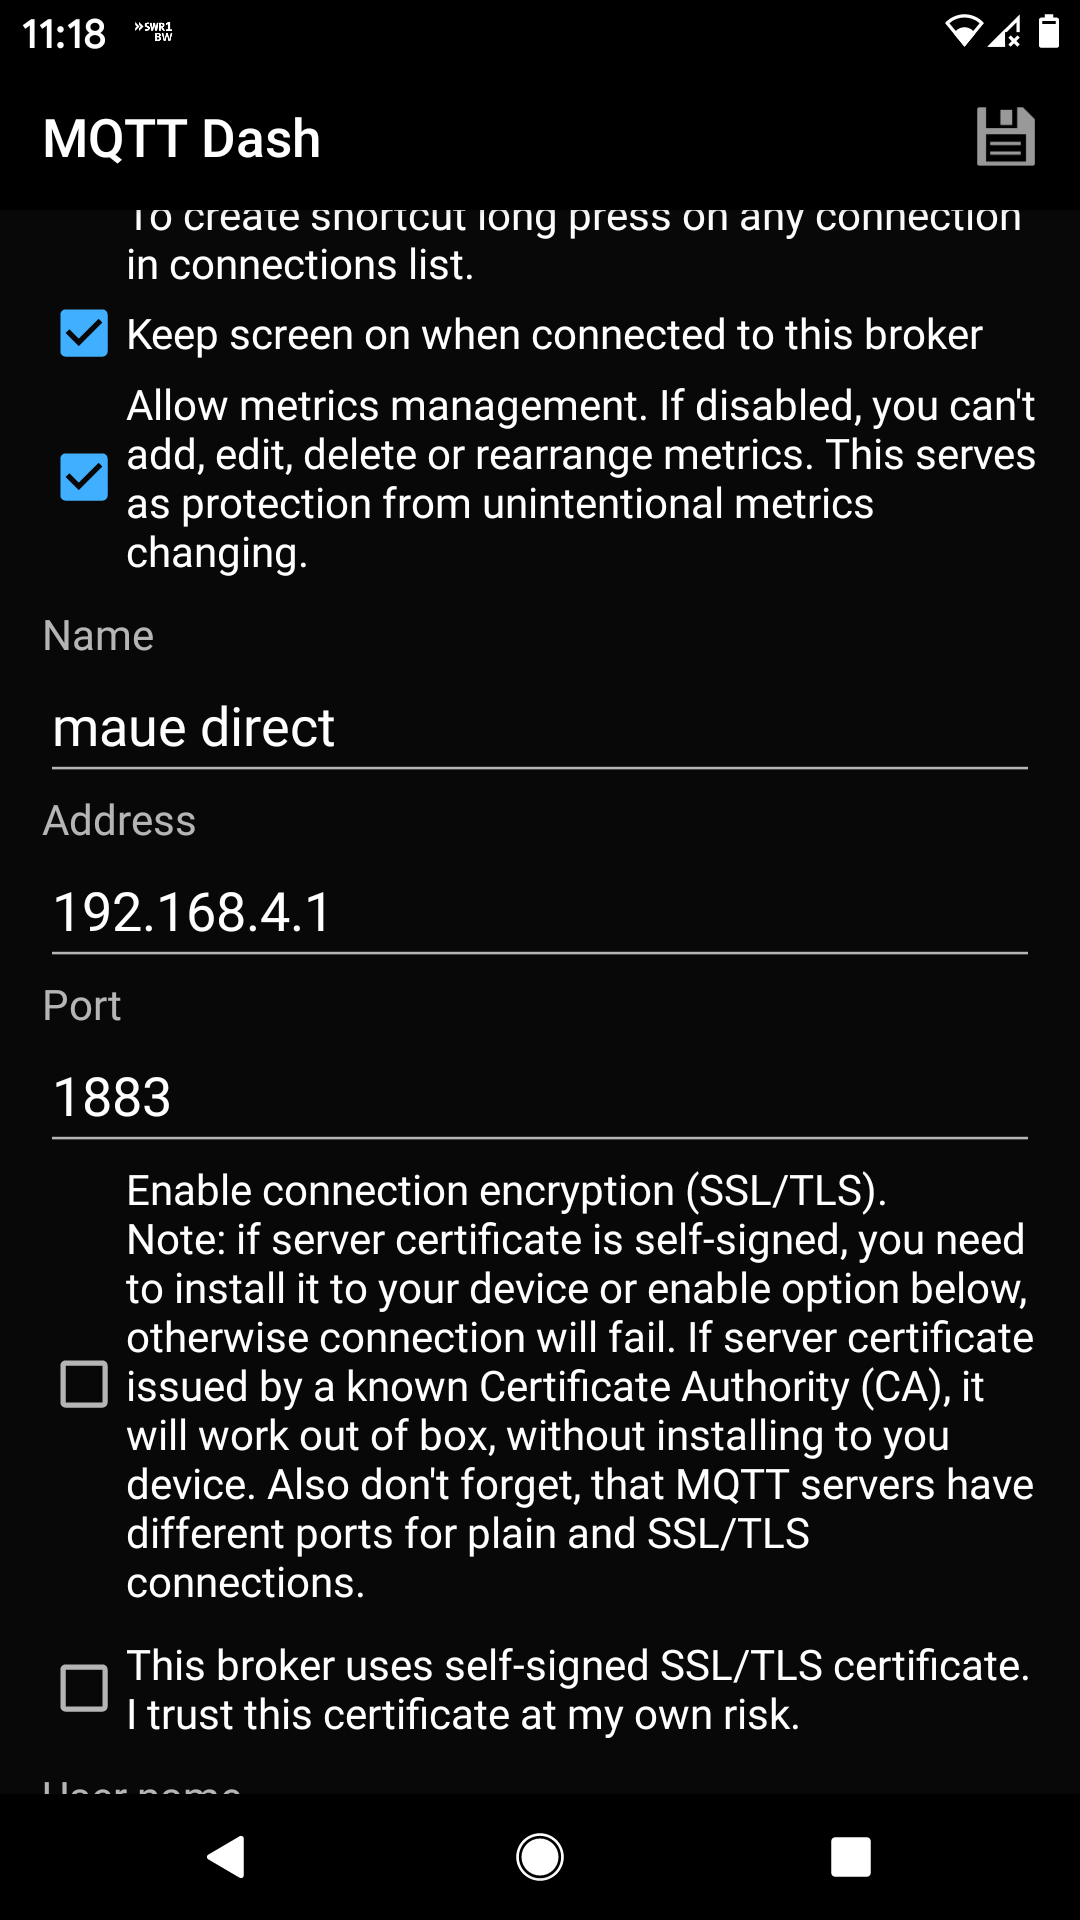 11:18
»SWR1
BW
MQTT Dash
To create shortcut long press on any connection
in connections list.
Keep screen on when connected to this broker
Allow metrics management. If disabled, you can't
add, edit, delete or rearrange metrics. This serves
as protection from unintentional metrics
changing.
Name
maue direct
Address
192.168.4.1
Port
1883
Enable connection encryption (SSL/TLS).
Note: if server certificate is self-signed, you need
to install it to your device or enable option below,
otherwise connection will fail. If server certificate
issued by a known Certificate Authority (CA), it
will work out of box, without installing to you
device. Also don't forget, that MQTT servers have
different ports for plain and SSL/TLS
connections.
This broker uses self-signed SSL/TLS certificate.
I trust this certificate at my own risk.
User name